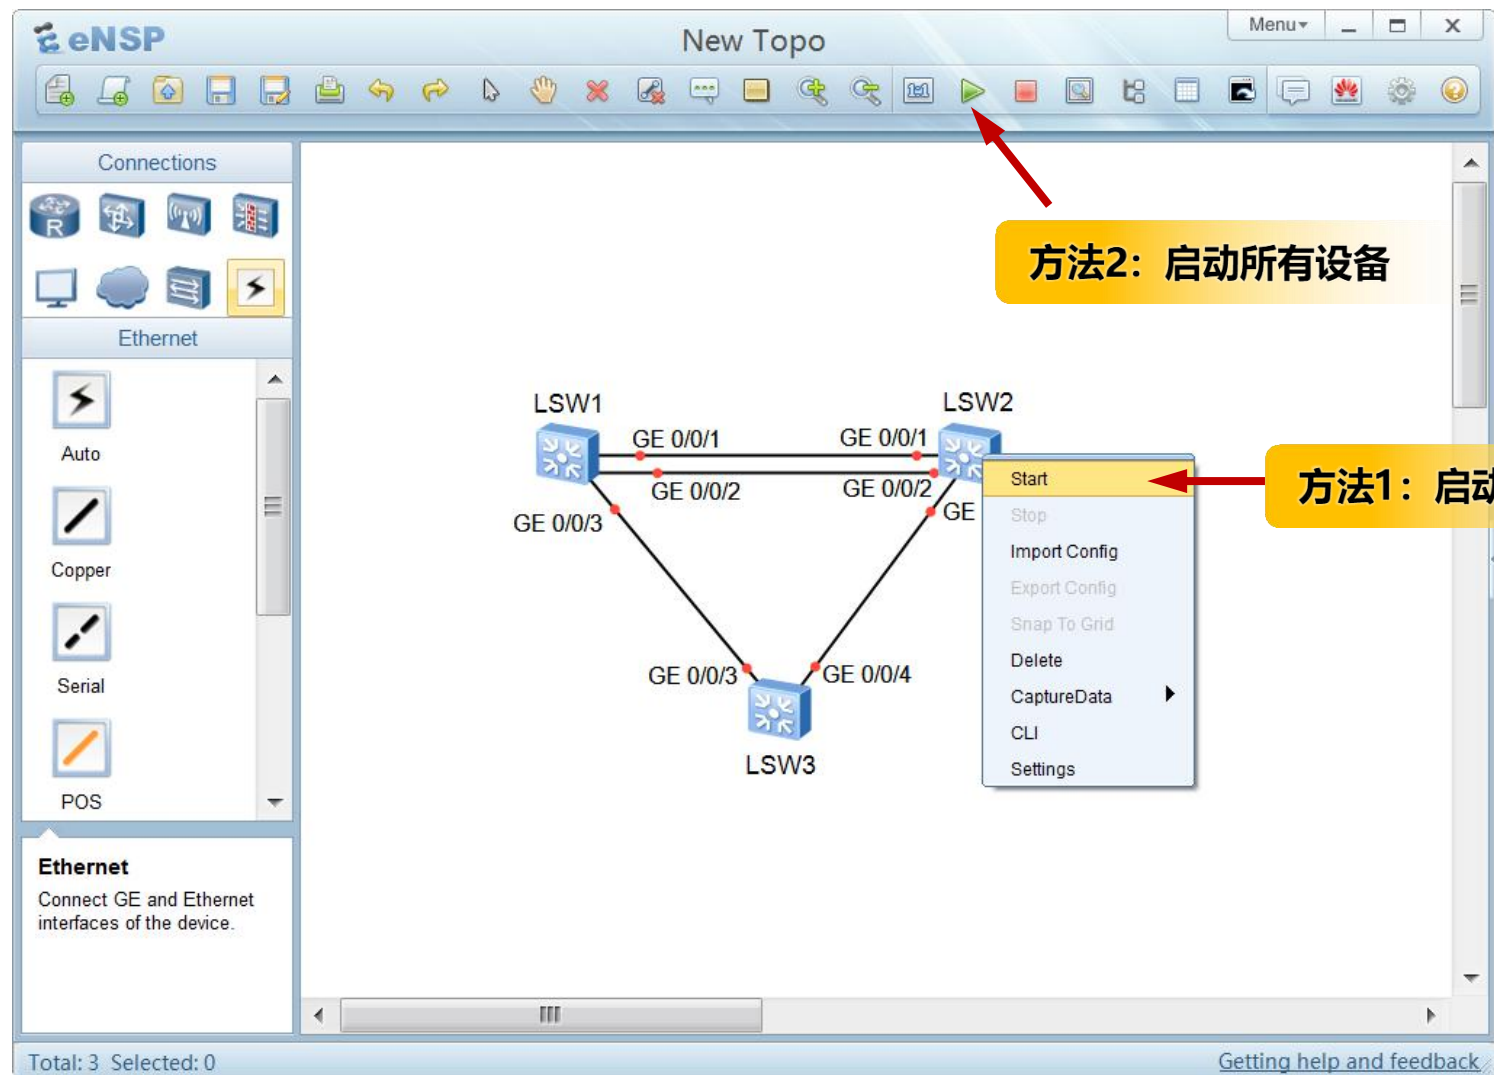 eNSP
New Topo
Menu
Connections
R
Ethernet
Auto
Copper
Serial
POS
Ethernet
Connect GE and Ethernet
interfaces of the device.
方法2：启动所有设备
LSW1
LSW2
GE 0/0/1
GE 0/0/1
GE 0/0/2
GE 0/0/2
GE 0/0/3
GE
GE 0/0/3
GE 0/0/4
LSW3
Start
Stop
Import Config
Export Config
Snap To Grid
Delete
CaptureData
CLI
Settings
方法1：启动
Total: 3 Selected: 0
Getting help and feedback